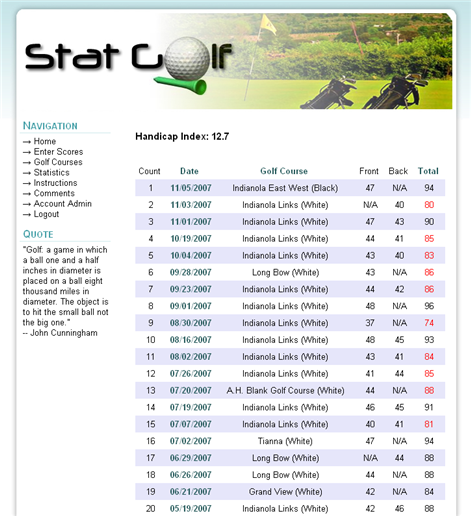 Stat Golf
Navigation
→ Home
→ Enter Scores
→ Golf Courses
→ Statistics
→ Instructions
→ Comments
→ Account Admin
→ Logout
Quote
"Golf: a game in which
a ball one and a half
inches in diameter is
placed on a ball eight
thousand miles in
diameter. The object is
to hit the small ball not
the big one."
-- John Cunningham
Handicap Index: 12.7
Count Date Golf Course Front Back Total
1 11/05/2007 Indianola East West (Black) 47 N/A 94
2 11/03/2007 Indianola Links (White) N/A 40 80
3 11/01/2007 Indianola Links (White) 47 43 90
4 10/19/2007 Indianola Links (White) 44 41 85
5 10/04/2007 Indianola Links (White) 43 40 83
6 09/28/2007 Long Bow (White) 43 N/A 86
7 09/23/2007 Indianola Links (White) 44 42 86
8 09/01/2007 Indianola Links (White) 48 N/A 96
9 08/30/2007 Indianola Links (White) 37 N/A 74
10 08/16/2007 Indianola Links (White) 48 45 93
11 08/02/2007 Indianola Links (White) 43 41 84
12 07/26/2007 Indianola Links (White) 41 44 85
13 07/20/2007 A.H. Blank Golf Course (White) 44 N/A 88
14 07/19/2007 Indianola Links (White) 46 45 91
15 07/07/2007 Indianola Links (White) 40 41 81
16 07/02/2007 Tianna (White) 47 N/A 94
17 06/29/2007 Long Bow (White) N/A 44 88
18 06/26/2007 Long Bow (White) 44 N/A 88
19 06/21/2007 Grand View (White) 42 N/A 84
20 05/19/2007 Indianola Links (White) 42 46 88